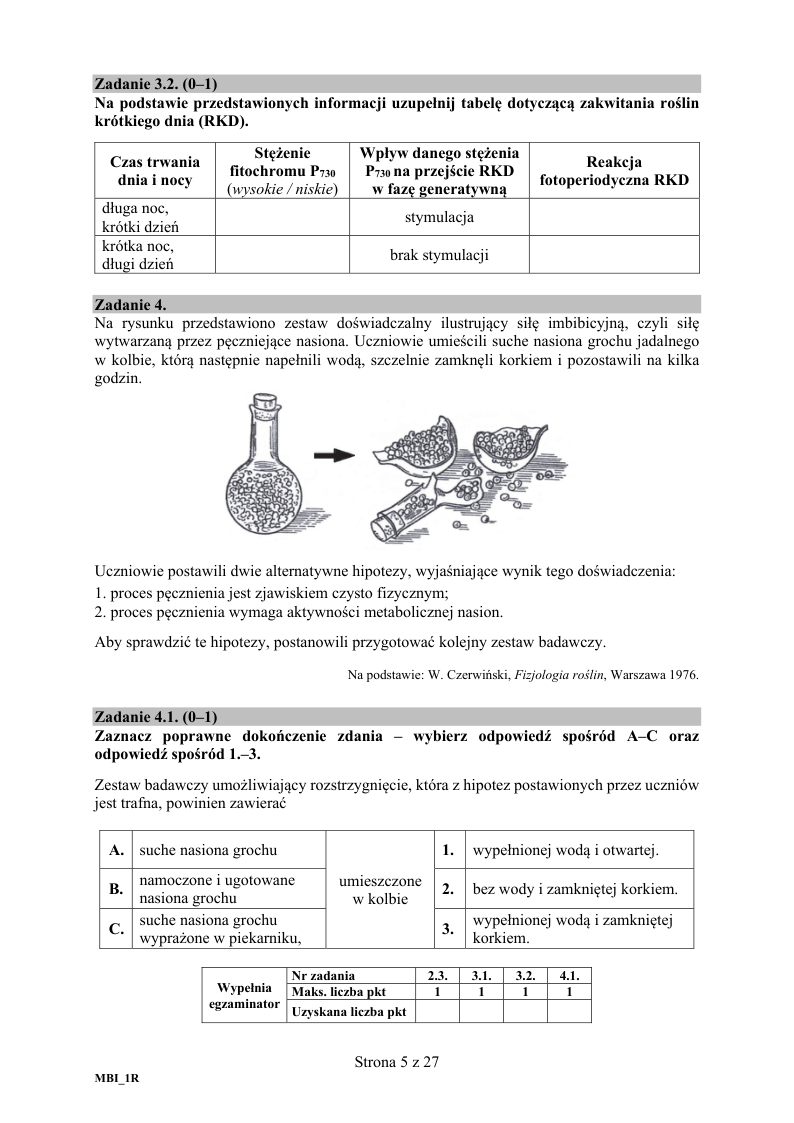 Zadanie 3.2. (0–1)
Na podstawie przedstawionych informacji uzupełnij tabelę dotyczącą zakwitania roślin
krótkiego dnia (RKD).
Czas trwania
dnia i nocy
Stężenie
fitochromu P730
(wysokie / niskie)
Wpływ danego stężenia
P730 na przejście RKD
w fazę generatywną
Reakcja
fotoperiodyczna RKD
długa noc,
krótki dzień
stymulacja
krótka noc,
długi dzień
brak stymulacji
Zadanie 4.
Na rysunku przedstawiono zestaw doświadczalny ilustrujący siłę imbibicyjną, czyli siłę
wytwarzaną przez pęczniejące nasiona. Uczniowie umieścili suche nasiona grochu jadalnego
w kolbie, którą następnie napełnili wodą, szczelnie zamknęli korkiem i pozostawili na kilka
godzin.
Uczniowie postawili dwie alternatywne hipotezy, wyjaśniające wynik tego doświadczenia:
1. proces pęcznienia jest zjawiskiem czysto fizycznym;
2. proces pęcznienia wymaga aktywności metabolicznej nasion.
Aby sprawdzić te hipotezy, postanowili przygotować kolejny zestaw badawczy.
Na podstawie: W. Czerwiński, Fizjologia roślin, Warszawa 1976.
Zadanie 4.1. (0–1)
Zaznacz poprawne dokończenie zdania – wybierz odpowiedź spośród A–C oraz
odpowiedź spośród 1.–3.
Zestaw badawczy umożliwiający rozstrzygnięcie, która z hipotez postawionych przez uczniów
jest trafna, powinien zawierać
A. suche nasiona grochu
B. namoczone i ugotowane
nasiona grochu
C. suche nasiona grochu
wyprażone w piekarniku,
umieszczone
w kolbie
1. wypełnionej wodą i otwartej.
2. bez wody i zamkniętej korkiem.
3. wypełnionej wodą i zamkniętej
korkiem.
Wypełnia
egzaminator
Nr zadania 2.3. 3.1. 3.2. 4.1.
Maks. liczba pkt 1 1 1 1
Uzyskana liczba pkt
Strona 5 z 27
MBI_1R